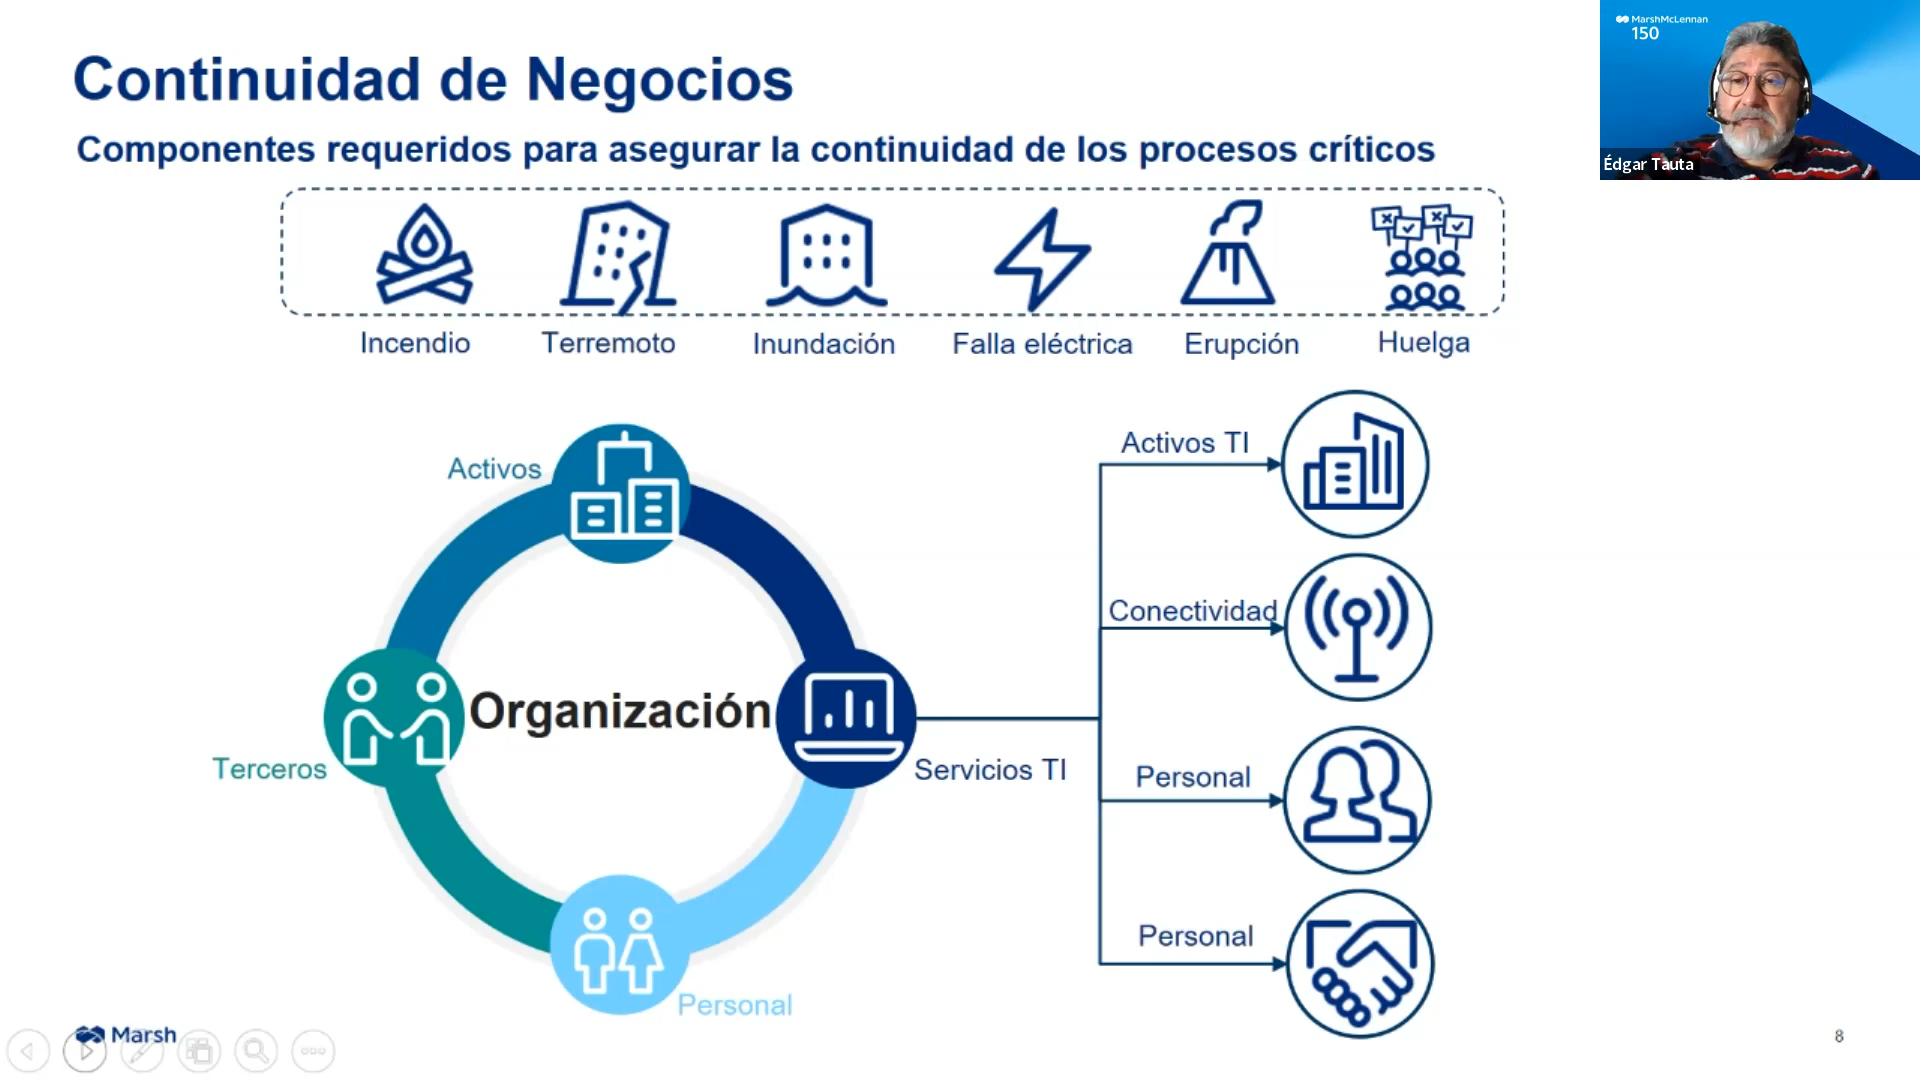 Continuidad de Negocios
Componentes requeridos para asegurar la continuidad de los procesos críticos
MarshMcLennan
150
Édgar Tauta
Incendio
Terremoto
Inundación
Falla eléctrica
Erupción
Huelga
Activos
Organización
Terceros
Servicios TI
Personal
Activos TI
Conectividad
Personal
Personal
Marsh
8